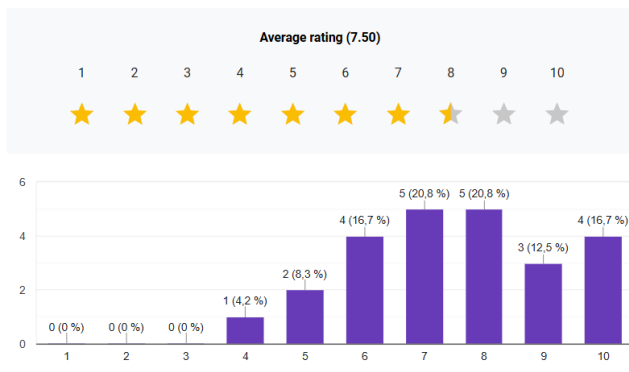 Average rating (7.50)
1 2 3 4 5 6 7 8 9 10
6
5 (20,8 %) 5 (20,8 %)
4 (16,7 %) 4 (16,7 %)
4
3 (12,5 %)
2 (8,3 %)
2
1 (4,2 %)
0 (0 %) 0 (0 %) 0 (0 %)
0
1 2 3 4 5 6 7 8 9 10